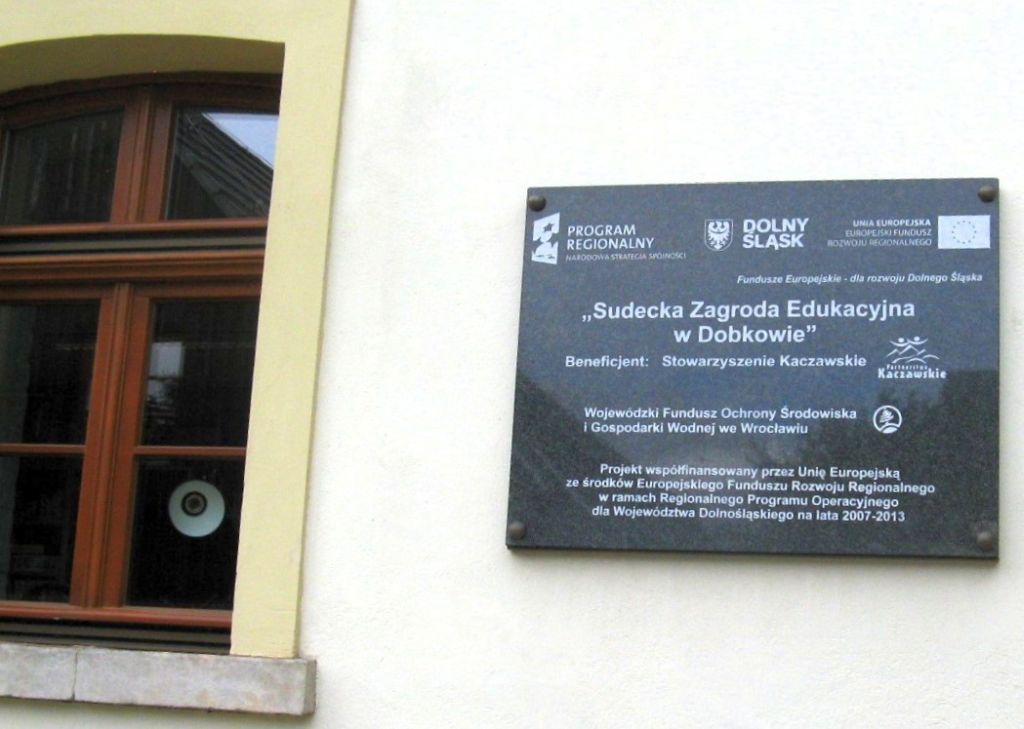 PROGRAM
REGIONALNY
NARODOWA STRATEGIA SPÓJNOŚCI
DOLNY
ŚLĄSK
UNIA EUROPEJSKA
EUROPEJSKI FUNDUSZ
ROZWOJU REGIONALNEGO
Fundusze Europejskie - dla rozwoju Dolnego Śląska
„Sudecka Zagroda Edukacyjna
w Dobkowie”
Beneficjent: Stowarzyszenie Kaczawskie
Partnerstwo
Kaczawskie
Wojewódzki Fundusz Ochrony Środowiska
i Gospodarki Wodnej we Wrocławiu
Projekt współfinansowany przez Unię Europejską
ze środków Europejskiego Funduszu Rozwoju Regionalnego
w ramach Regionalnego Programu Operacyjnego
dla Województwa Dolnośląskiego na lata 2007-2013